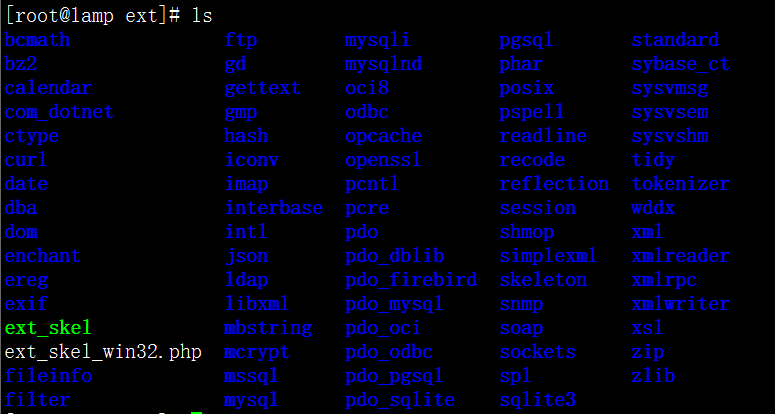 [root@lamp ext]# ls
bcmath ftp mysqli pgsql standard
bz2 gd mysqlnd phar sybase_ct
calendar gettext oci8 posix sysvmsg
com_dotnet gmp odbc pspell sysvsem
ctype hash opcache readline sysvshm
curl iconv openssl recode tidy
date imap pcntl reflection tokenizer
dba interbase pcre session wddx
dom intl pdo shmop xml
enchant json pdo_dblib simplexml xmlreader
ereg ldap pdo_firebird skeleton xmlrpc
exif libxml pdo_mysql snmp xmlwriter
ext_skel mbstring pdo_oci soap xsl
ext_skel_win32.php mcrypt pdo_odbc sockets zip
fileinfo mssql pdo_pgsql spl zlib
filter mysql pdo_sqlite sqlite3